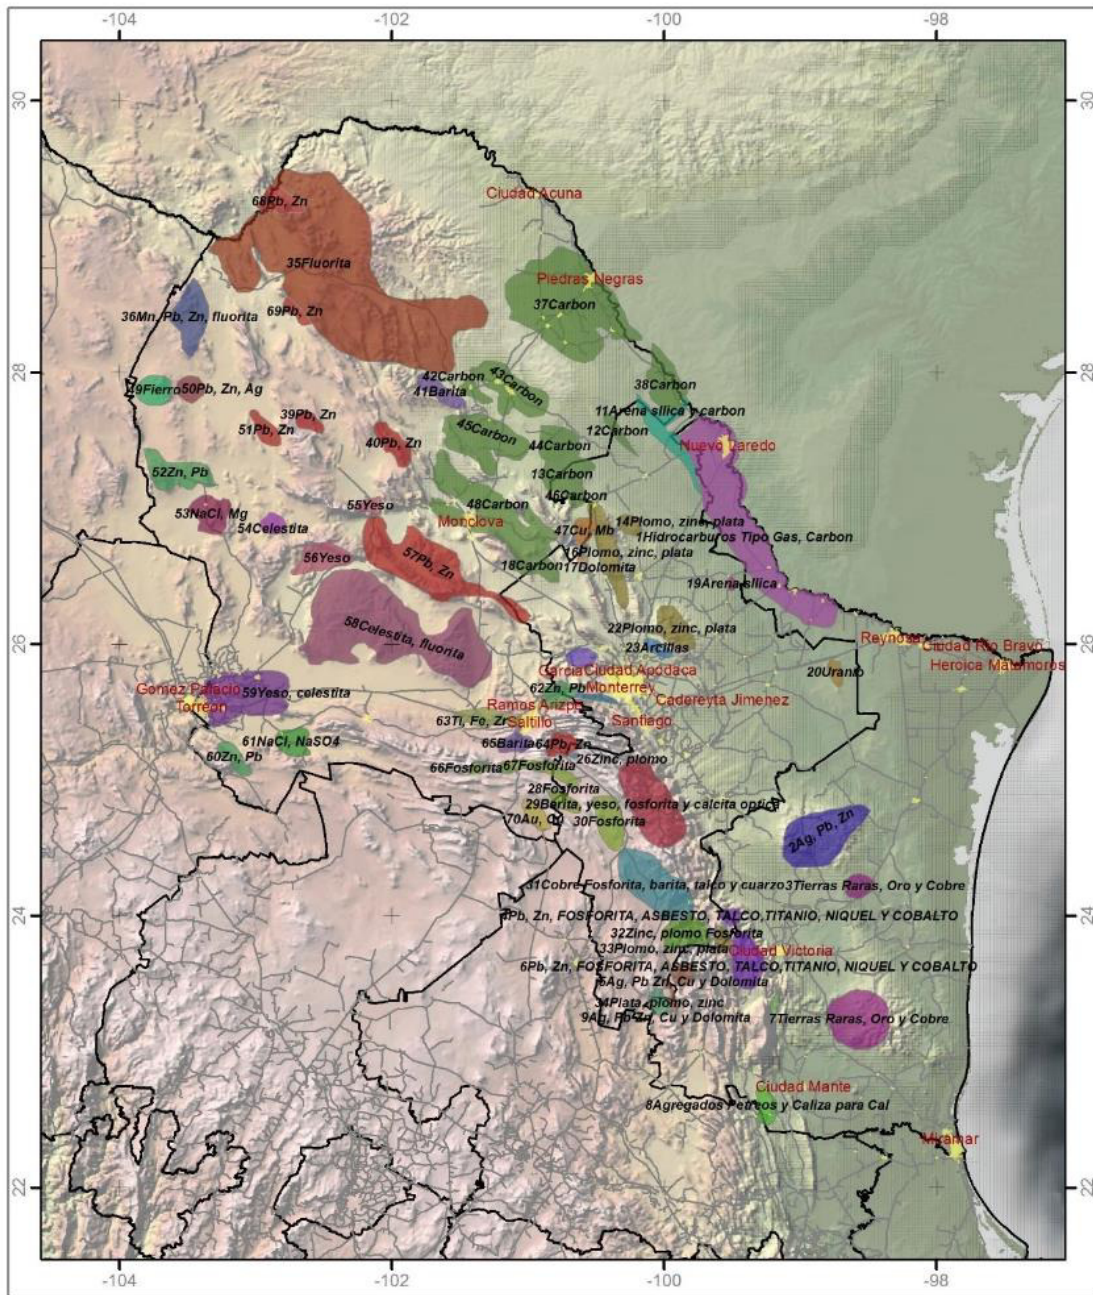 -104 -102 -100 -98
30 30
Ciudad Acuna
68Pb, Zn
35Fluorita
Piedras Negras
37Carbon
69Pb, Zn
36Mn, Pb, Zn, fluorita
28 28
42Carbon
43Carbon
38Carbon
49Fierro
50Pb, Zn, Ag
41Barita
11Arena sílica y carbon
39Pb, Zn
51Pb, Zn
12Carbon
45Carbon
40Pb, Zn
44Carbon
Nuevo Laredo
52Zn, Pb
13Carbon
46Carbon
48Carbon
55Yeso
53NaCl, Mg
54Celestita
Monclova
14Plomo, zinc, plata
47Cu, Mb
1Hidrocarburos Tipo Gas, Carbon
16Plomo, zinc, plata
56Yeso
57Pb, Zn
18Carbon
17Dolomita
19Arena sílica
58Celestita, fluorita
22Plomo, zinc, plata
23Arcillas
26 26
Reynosa
Ciudad Rio Bravo
Heroica Matamoros
20Uranio
Garcia
Ciudad Apodaca
Gomez Palacio
59Yeso, celestita
62Zn, Pb
Monterrey
Torreon
Ramos Arizpe
Cadereyta Jimenez
63Ti, Fe, Zr
Saltillo
Santiago
61NaCl, NaSO4
65Barita
64Pb, Zn
60Zn, Pb
26Zinc, plomo
66Fosforita
67Fosforita
28Fosforita
29Barita, yeso, fosforita y calcita optica
70Au, Cu
30Fosforita
2Ag, Pb, Zn
31Cobre Fosforita, barita, talco y cuarzo
3Tierras Raras, Oro y Cobre
24 24
4Pb, Zn, FOSFORITA, ASBESTO, TALCO,TITANIO, NIQUEL Y COBALTO
32Zinc, plomo Fosforita
33Plomo, zinc, plata
Ciudad Victoria
6Pb, Zn, FOSFORITA, ASBESTO, TALCO,TITANIO, NIQUEL Y COBALTO
5Ag, Pb Zn, Cu y Dolomita
34Plata, plomo, zinc
9Ag, Pb Zn, Cu y Dolomita
7Tierras Raras, Oro y Cobre
Ciudad Mante
8Agregados Petreos y Caliza para Cal
Miramar
22 22
-104 -102 -100 -98